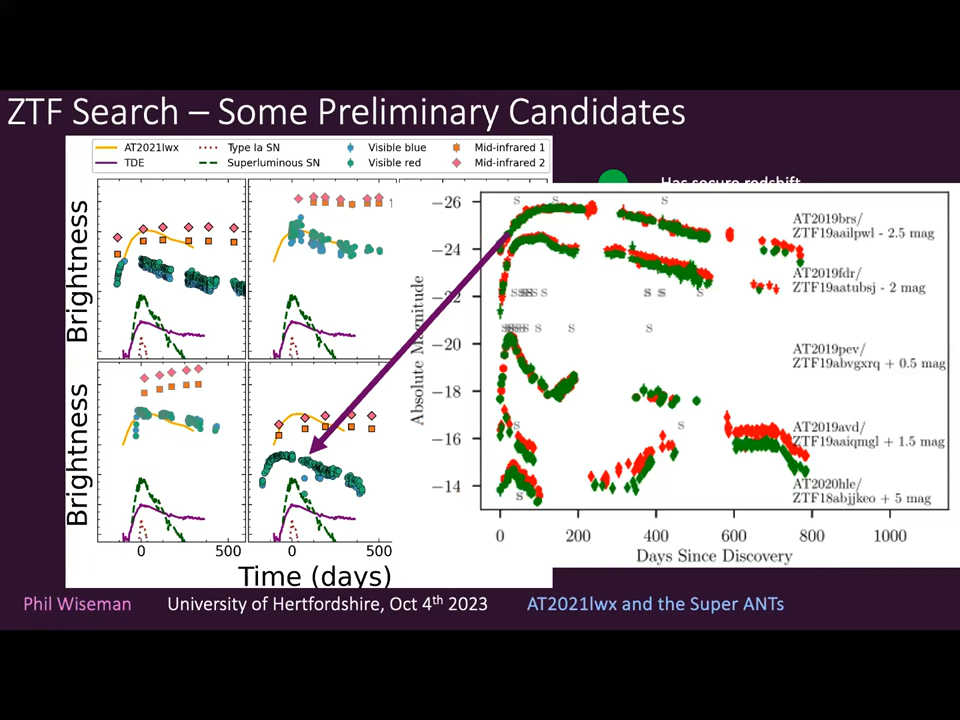 ZTF Search – Some Preliminary Candidates
AT2021lwx
TDE
Type Ia SN
Superluminous SN
Visible blue
Visible red
Mid-infrared 1
Mid-infrared 2
Has secure redshift
Brightness
Brightness
0
500
0
500
Time (days)
Absolute Magnitude
−26
−24
−22
−20
−18
−16
−14
AT2019brs/
ZTF19aailpwl - 2.5 mag
AT2019fdr/
ZTF19aatubsj - 2 mag
AT2019pev/
ZTF19abvgxrq + 0.5 mag
AT2019avd/
ZTF19aaiqmgl + 1.5 mag
AT2020hle/
ZTF18abjjkeo + 5 mag
0
200
400
600
800
1000
Days Since Discovery
Phil Wiseman
University of Hertfordshire, Oct 4th 2023
AT2021lwx and the Super ANTs